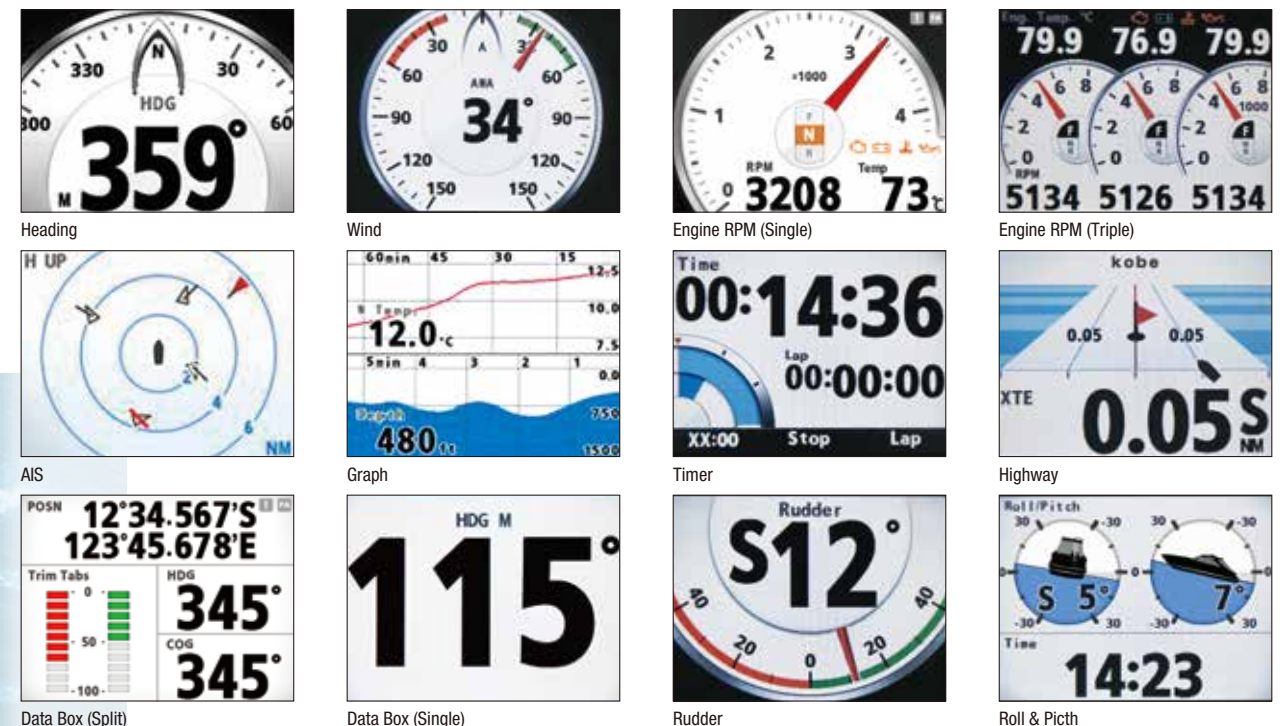 N
330 30
HDG
300 60
M 359°
Heading
A
30 3
60 60
AWA
34°
90 90
120 120
150 150
Wind
T PA
2 3
×1000
1 4
F
N
R
RPM Temp
0 3208 73℃
Engine RPM (Single)
Eng. Temp. ℃
79.9 76.9 79.9
4 6 8 4 6 8 4 6 8
1000
2 F 2 F 2 F
N N N
R R R
0 0 0
RPM
5134 5126 5134
Engine RPM (Triple)
H UP
2
4
6
NM
AIS
60min 45 30 15
12.5
10.0
W Temp.
12.0℃
7.5
5min 4 3 2 1
0.0
Depth
750
480ft
1500
Graph
Time
00:14:36
Lap
00:00:00
XX:00 Stop Lap
Timer
kobe
0.05 0.05
XTE
0.05S
NM
Highway
POSN 12°34.567'S
123°45.678'E
Trim Tabs
0
50
100
HDG
345°
COG
345°
Data Box (Split)
HDG M
115°
Data Box (Single)
Rudder
S12°
40 40
20 20
0
Rudder
Roll/Pitch
30 -30 30 -30
0 0 0
S 5° 7°
-30 30 -30 30
Time
14:23
Roll & Picth